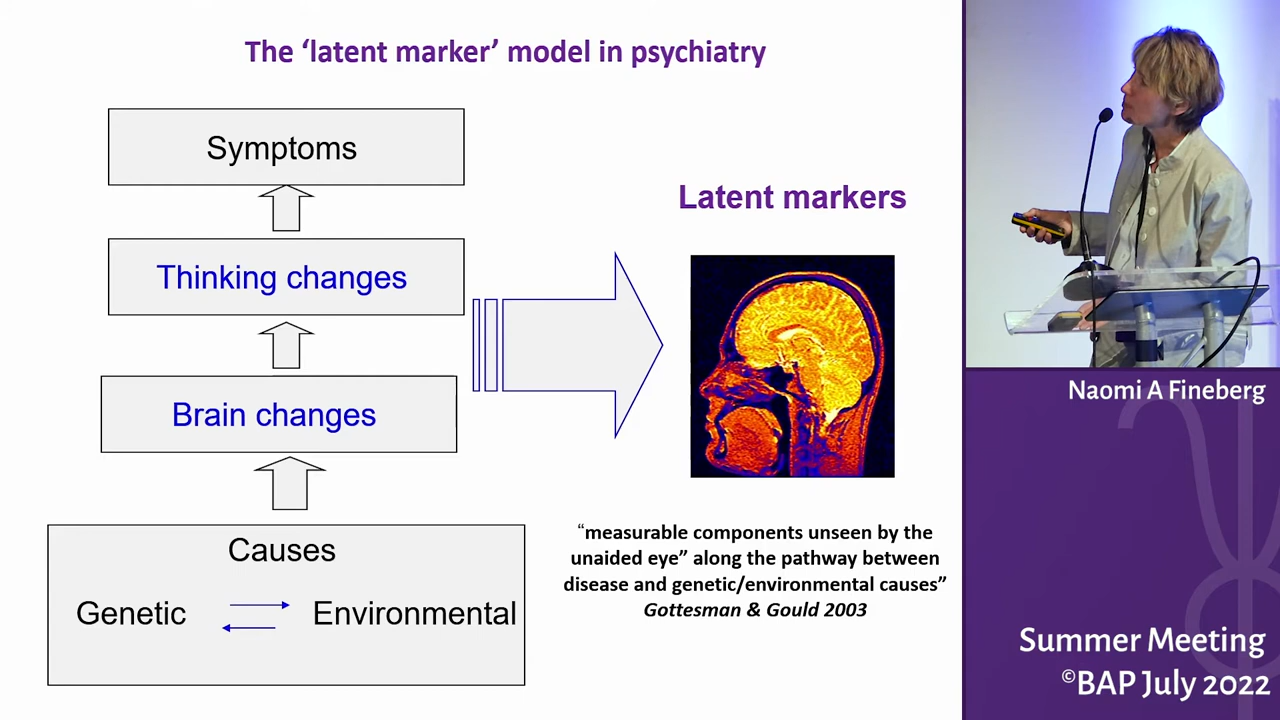 The ‘latent marker’ model in psychiatry
Symptoms
Thinking changes
Brain changes
Causes
Genetic
Environmental
Latent markers
“measurable components unseen by the
unaided eye” along the pathway between
disease and genetic/environmental causes”
Gottesman & Gould 2003
Naomi A Fineberg
Summer Meeting
©BAP July 2022